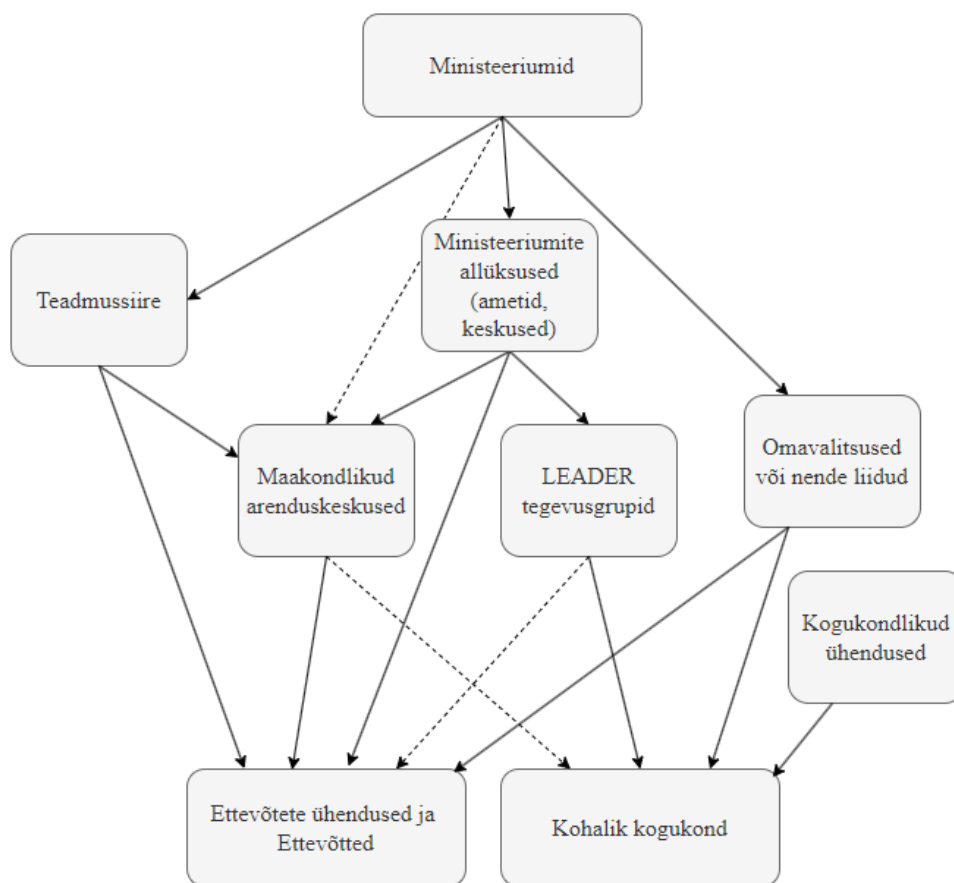 Ministeeriumid
Ministeeriumite
allüksused
(ametid,
keskused)
Teadmussiire
Maakondlikud
arenduskeskused
LEADER
tegevusgrupid
Omavalitsused
või nende liidud
Kogukondlikud
ühendused
Ettevõtete ühendused ja
Ettevõtted
Kohalik kogukond